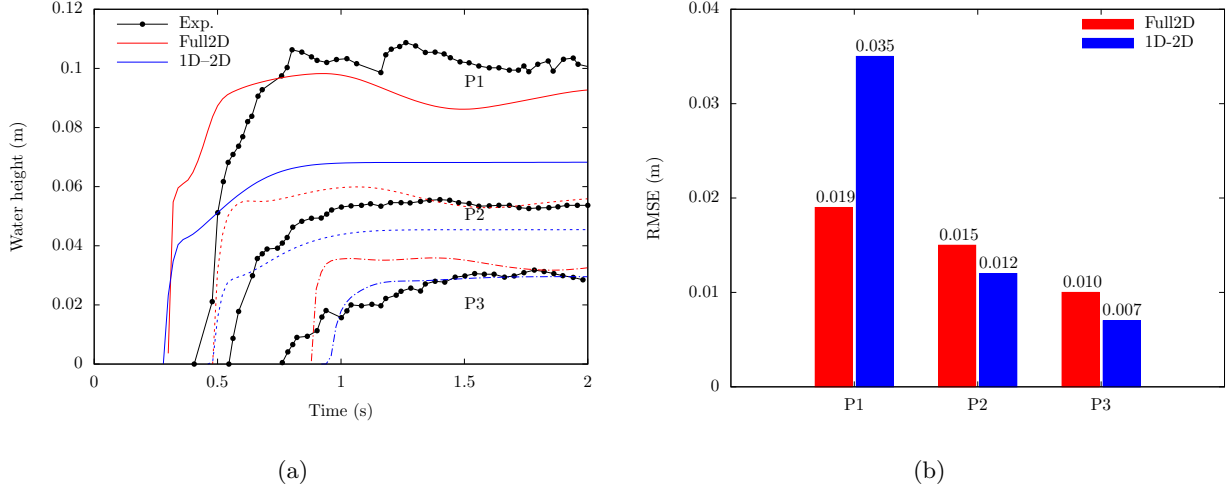 Exp.
Full2D
1D–2D
P1
P2
P3
0.12
0.1
0.08
0.06
0.04
0.02
0
Water height (m)
0
0.5
1
1.5
2
Time (s)
(a)
Full2D
1D-2D
0.04
0.03
0.02
0.01
0
RMSE (m)
0.019
0.035
0.015
0.012
0.010
0.007
P1
P2
P3
(b)